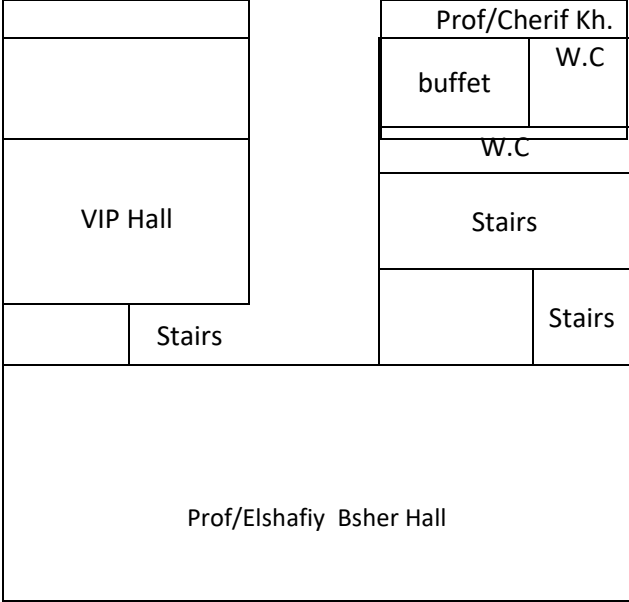 Prof/Cherif Kh.
buffet
W.C
W.C
VIP Hall
Stairs
Stairs
Stairs
Prof/Elshafiy Bsher Hall